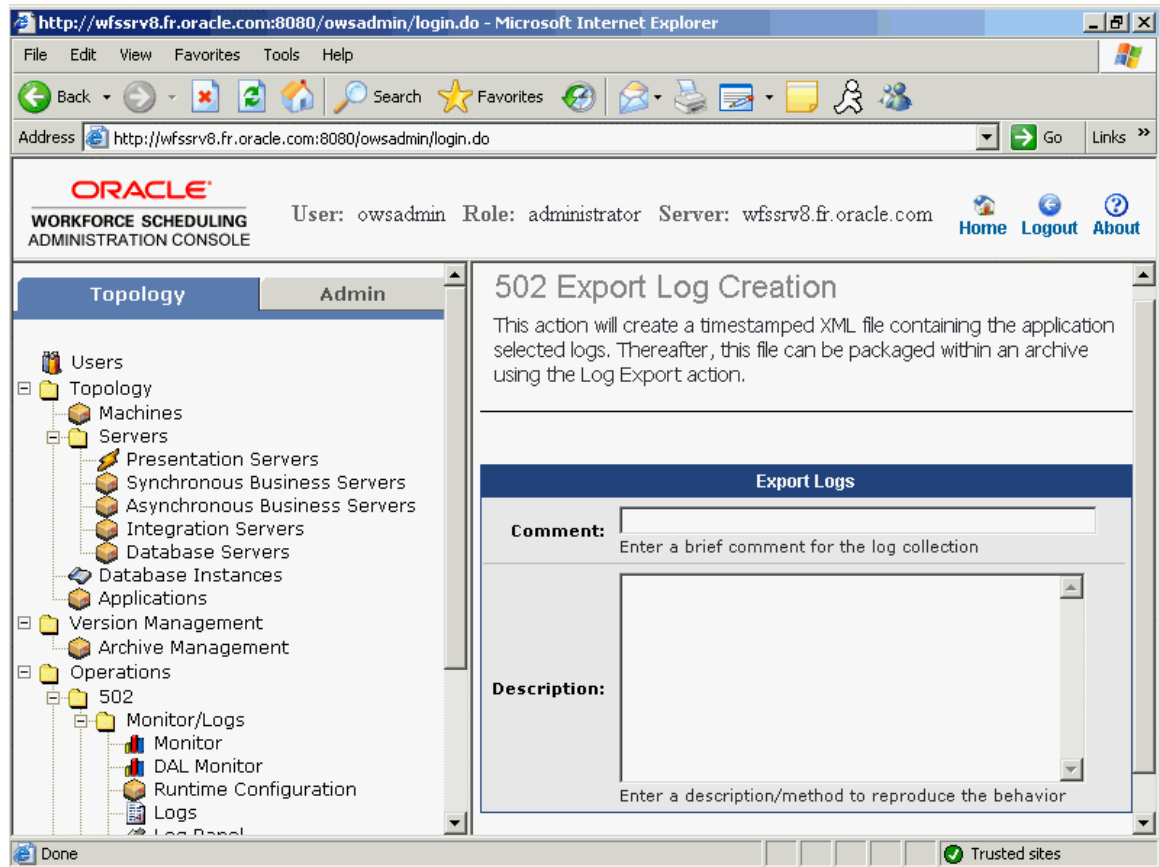 http://wfssrv8.fr.oracle.com:8080/owsadmin/login.do - Microsoft Internet Explorer
File Edit View Favorites Tools Help
Back Search Favorites
Address http://wfssrv8.fr.oracle.com:8080/owsadmin/login.do Go Links »
ORACLE
WORKFORCE SCHEDULING
ADMINISTRATION CONSOLE
User: owsadmin Role: administrator Server: wfssrv8.fr.oracle.com
Home Logout About
Topology Admin
Users
Topology
Machines
Servers
Presentation Servers
Synchronous Business Servers
Asynchronous Business Servers
Integration Servers
Database Servers
Database Instances
Applications
Version Management
Archive Management
Operations
502
Monitor/Logs
Monitor
DAL Monitor
Runtime Configuration
Logs
Log Panel
502 Export Log Creation
This action will create a timestamped XML file containing the application
selected logs. Thereafter, this file can be packaged within an archive
using the Log Export action.
Export Logs
Comment:
Enter a brief comment for the log collection
Description:
Enter a description/method to reproduce the behavior
Done Trusted sites